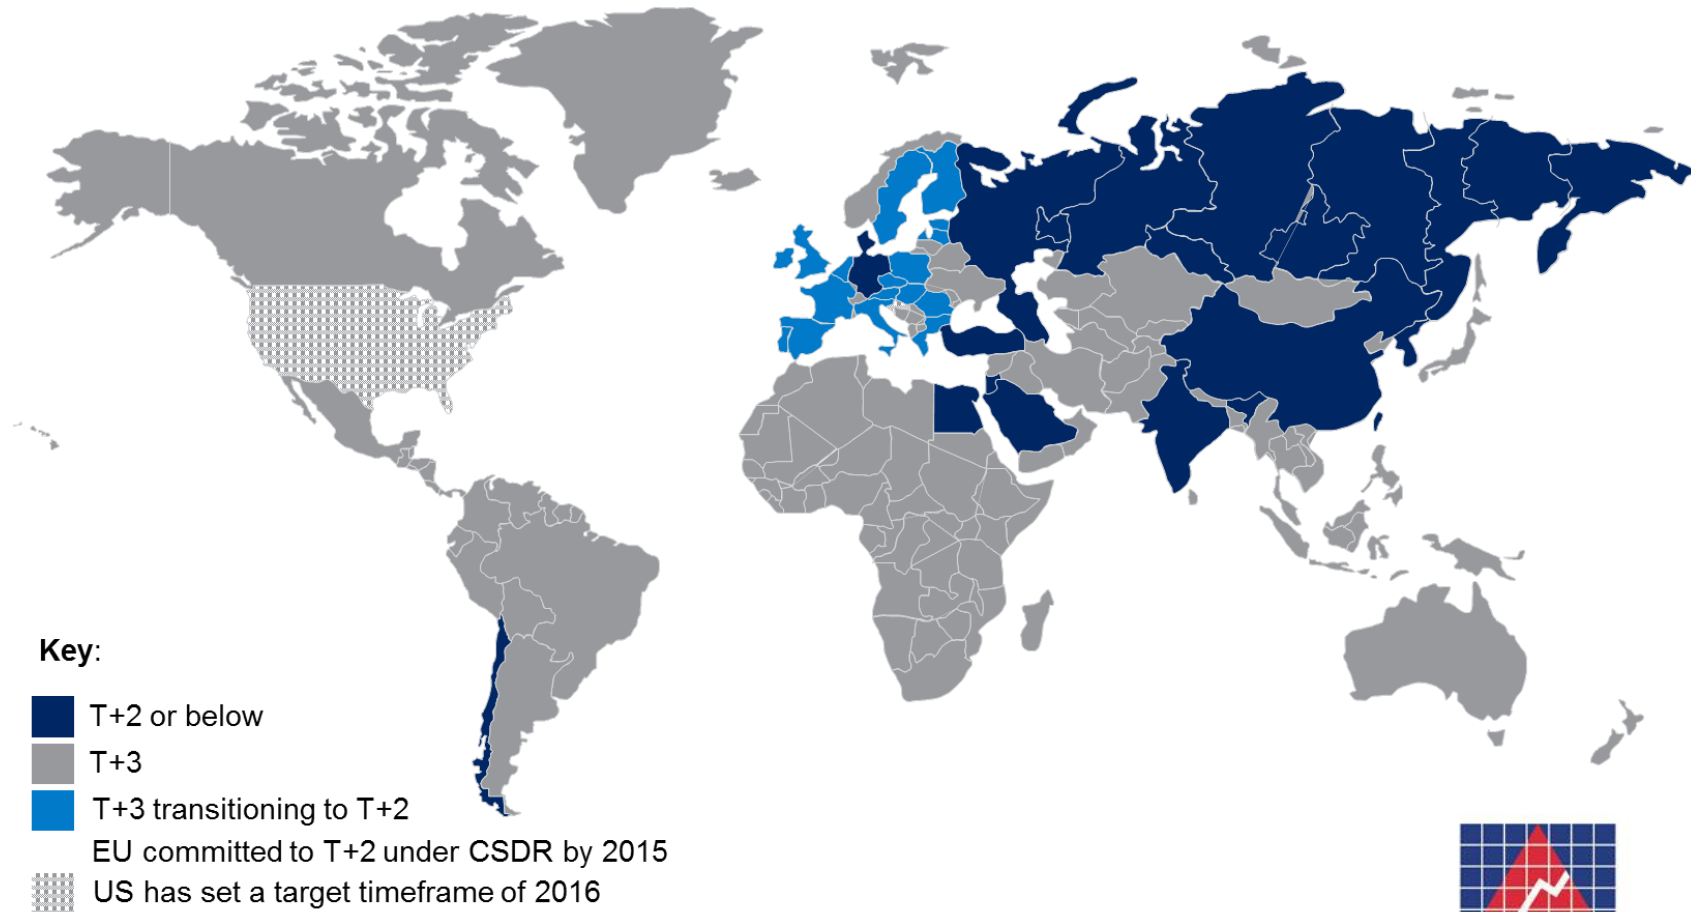 Key:
T+2 or below
T+3
T+3 transitioning to T+2
EU committed to T+2 under CSDR by 2015
US has set a target timeframe of 2016